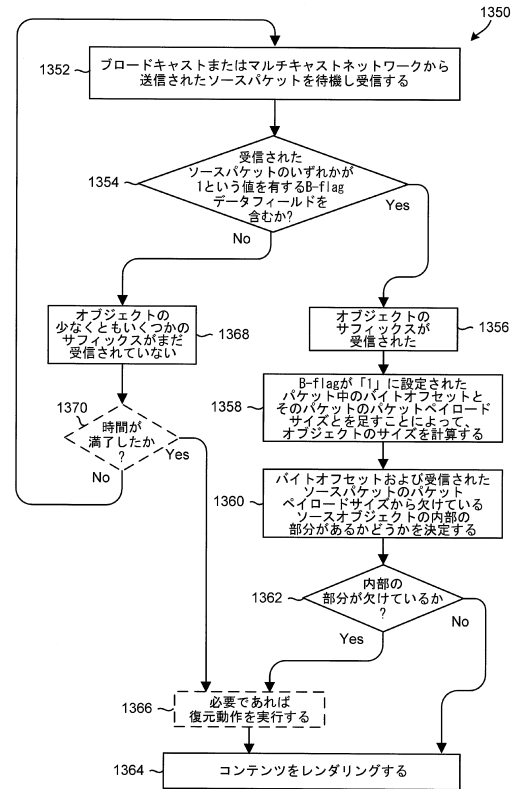 1350
1352
ブロードキャストまたはマルチキャストネットワークから
送信されたソースパケットを待機し受信する
1354
受信された
ソースパケットのいずれかが
1という値を有するB-flag
データフィールドを
含むか?
Yes
No
オブジェクトの
少なくともいくつかの
サフィックスがまだ
受信されていない
1368
オブジェクトの
サフィックスが
受信された
1356
1358
B-flagが「1」に設定された
パケット中のバイトオフセットと
そのパケットのパケットペイロード
サイズとを足すことによって、
オブジェクトのサイズを計算する
1370
時間が
満了したか
?
Yes
No
1360
バイトオフセットおよび受信された
ソースパケットのパケット
ペイロードサイズから欠けている
ソースオブジェクトの内部の
部分があるかどうかを決定する
1362
内部の
部分が欠けているか
?
No
Yes
1366
必要であれば
復元動作を実行する
1364
コンテンツをレンダリングする